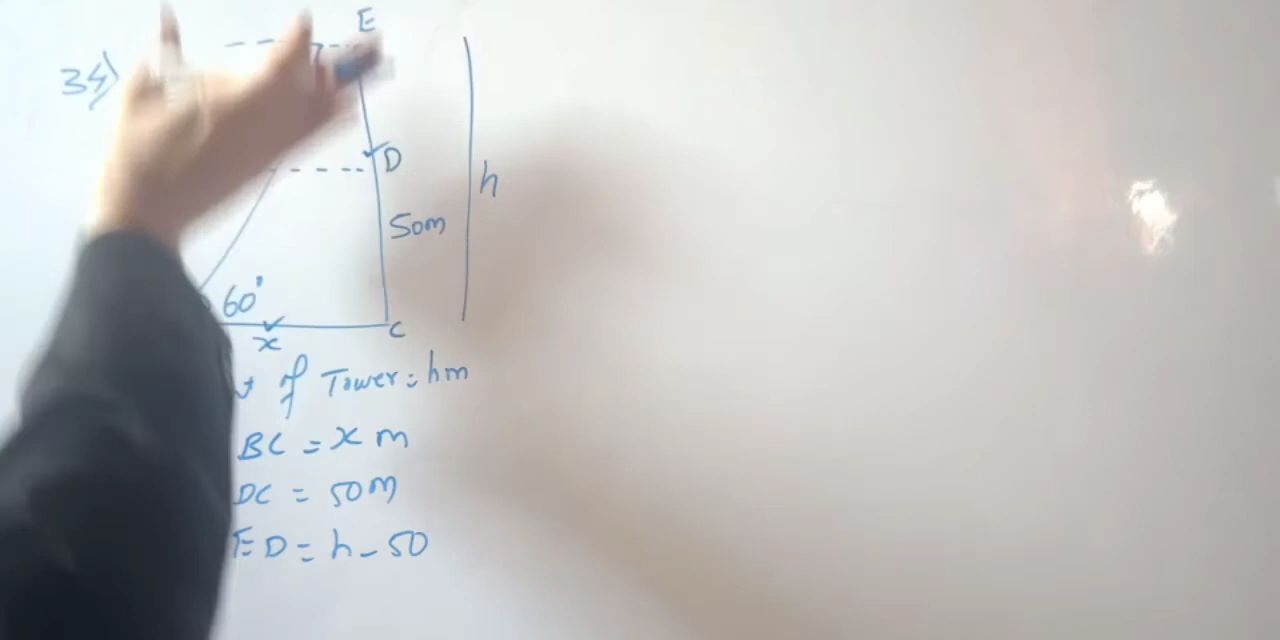 34)
E
D
h
50m
60°
x
C
of Tower = hm
BC = x m
DC = 50m
ED = h - 50